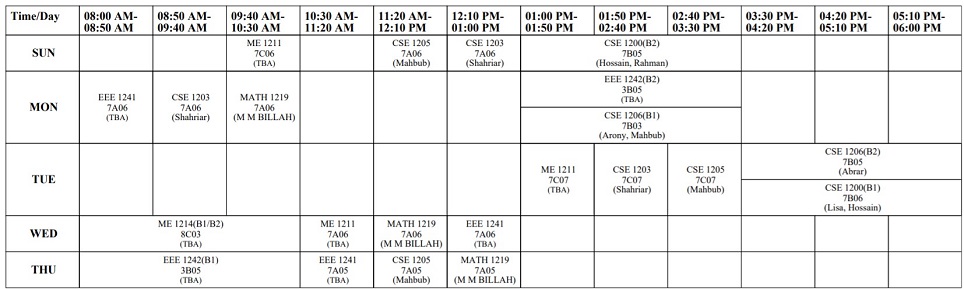 Time/Day 08:00 AM- 08:50 AM- 09:40 AM- 10:30 AM- 11:20 AM- 12:10 PM- 01:00 PM- 01:50 PM- 02:40 PM- 03:30 PM- 04:20 PM- 05:10 PM-
08:50 AM 09:40 AM 10:30 AM 11:20 AM 12:10 PM 01:00 PM 01:50 PM 02:40 PM 03:30 PM 04:20 PM 05:10 PM 06:00 PM
SUN
ME 1211
7C06
(TBA)
CSE 1205
7A06
(Mahbub)
CSE 1203
7A06
(Shahriar)
CSE 1200(B2)
7B05
(Hossain, Rahman)
MON
EEE 1241
7A06
(TBA)
CSE 1203
7A06
(Shahriar)
MATH 1219
7A06
(M M BILLAH)
EEE 1242(B2)
3B05
(TBA)
CSE 1206(B1)
7B03
(Arony, Mahbub)
TUE
ME 1211
7C07
(TBA)
CSE 1203
7C07
(Shahriar)
CSE 1205
7C07
(Mahbub)
CSE 1206(B2)
7B05
(Abrar)
CSE 1200(B1)
7B06
(Lisa, Hossain)
WED
ME 1214(B1/B2)
8C03
(TBA)
ME 1211
7A06
(TBA)
MATH 1219
7A06
(M M BILLAH)
EEE 1241
7A06
(TBA)
THU
EEE 1242(B1)
3B05
(TBA)
EEE 1241
7A05
(TBA)
CSE 1205
7A05
(Mahbub)
MATH 1219
7A05
(M M BILLAH)